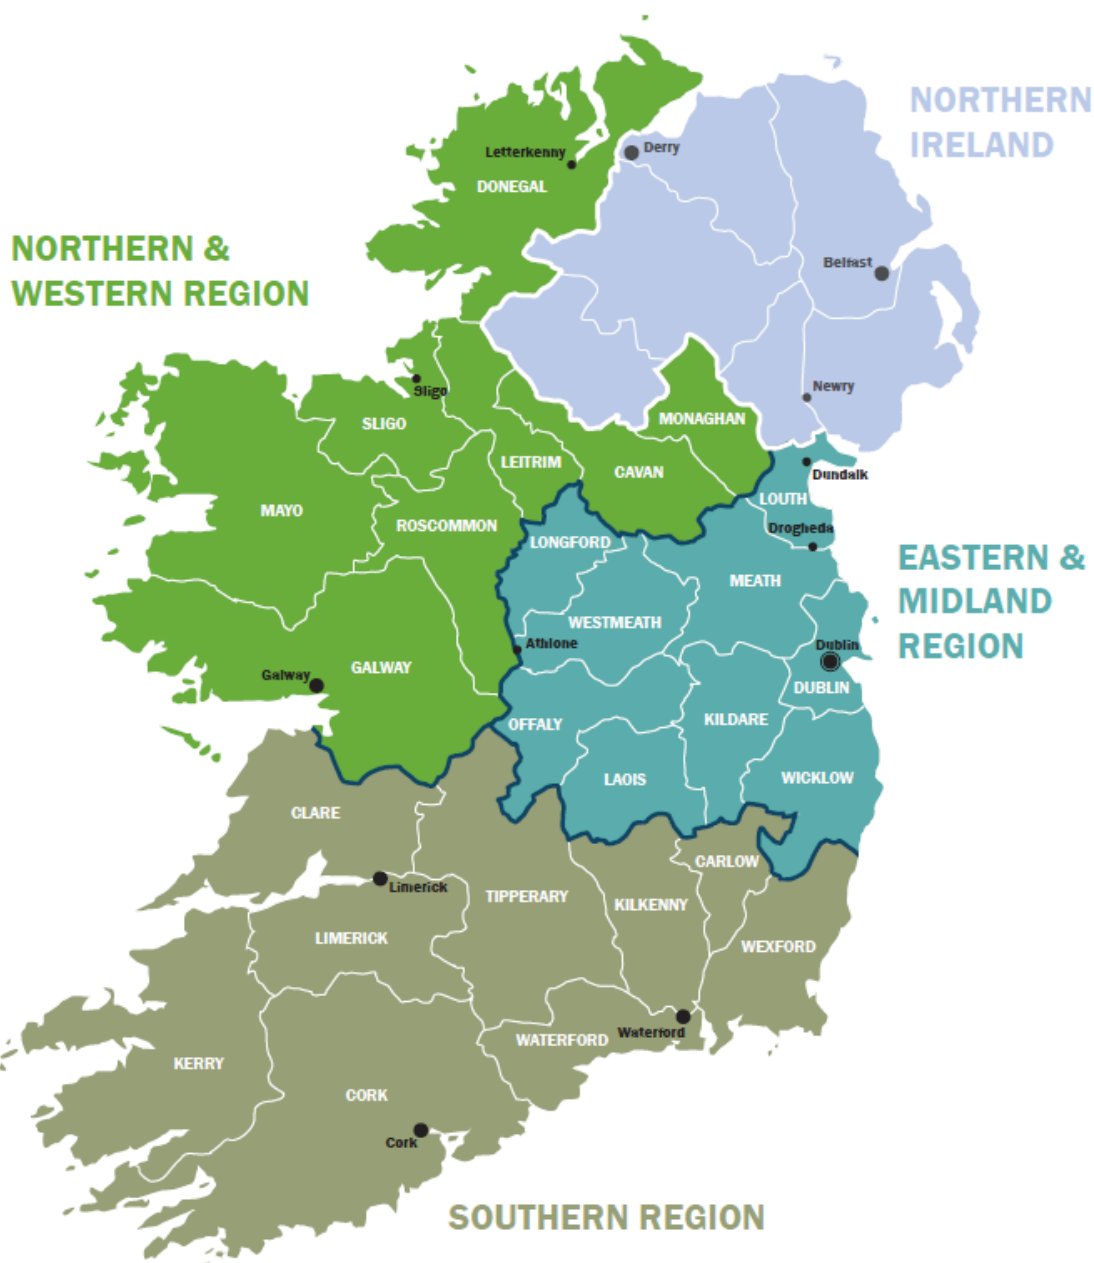 NORTHERN
IRELAND
Derry
Letterkenny
DONEGAL
NORTHERN &
WESTERN REGION
Belfast
Newry
Sligo
SLIGO
MONAGHAN
LEITRIM
CAVAN
Dundalk
LOUTH
MAYO
ROSCOMMON
Drogheda
LONGFORD
EASTERN &
MIDLAND
REGION
MEATH
WESTMEATH
Athlone
Dublin
GALWAY
Galway
DUBLIN
OFFALY
KILDARE
LAOIS
WICKLOW
CLARE
CARLOW
Limerick
TIPPERARY
KILKENNY
LIMERICK
WEXFORD
Waterford
WATERFORD
KERRY
CORK
Cork
SOUTHERN REGION